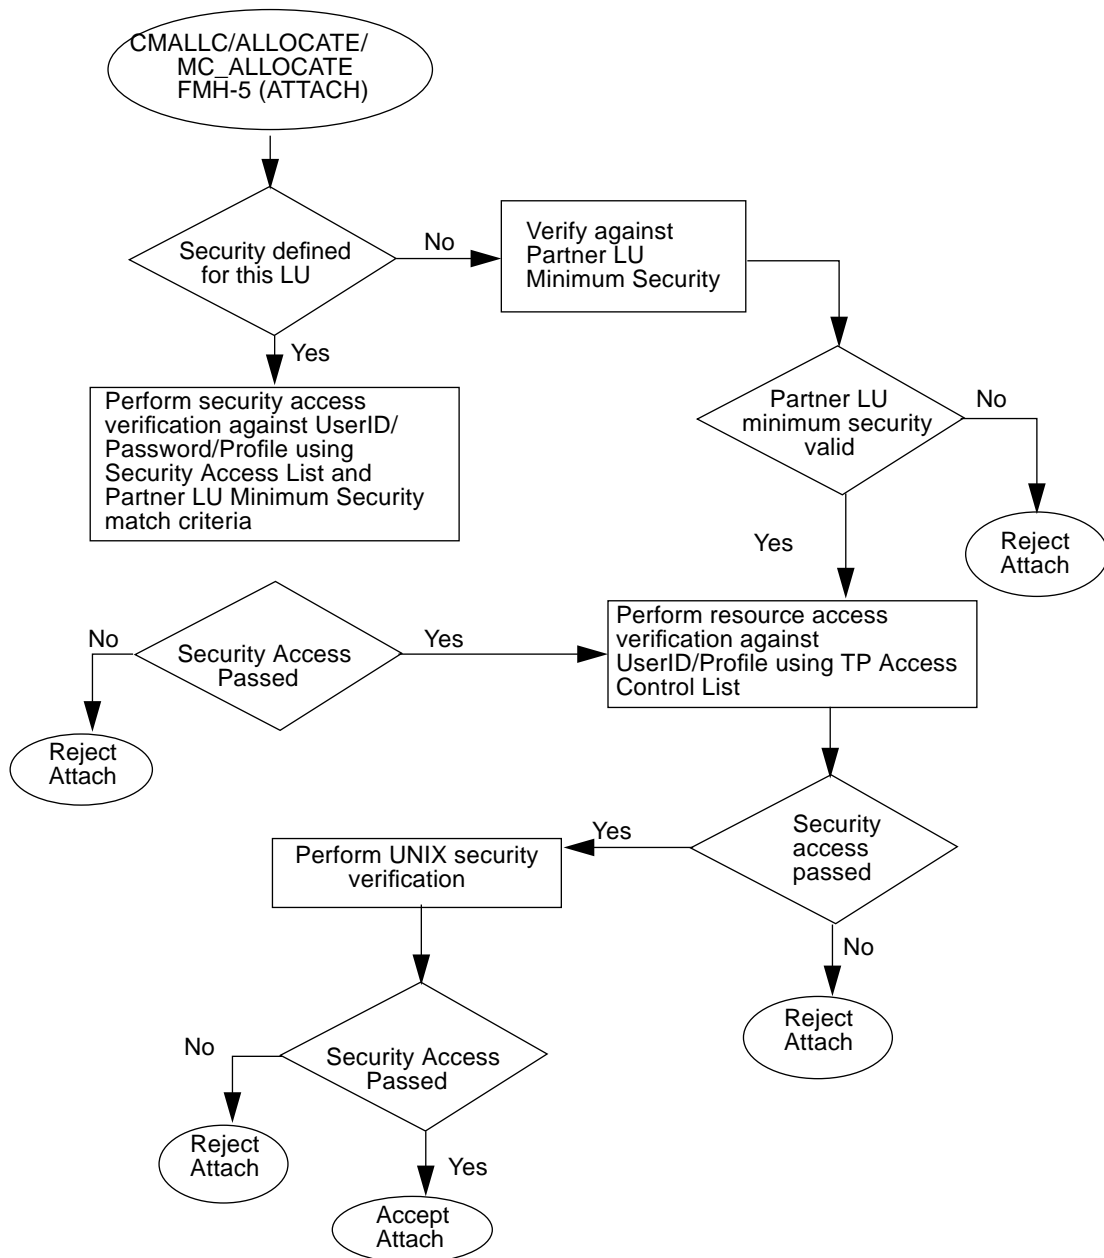 CMALLC/ALLOCATE/
MC_ALLOCATE
FMH-5 (ATTACH)
Security defined
for this LU
No
Verify against
Partner LU
Minimum Security
Yes
Perform security access
verification against UserID/
Password/Profile using
Security Access List and
Partner LU Minimum Security
match criteria
Partner LU
minimum security
valid
No
Reject
Attach
Yes
Perform resource access
verification against
UserID/Profile using TP Access
Control List
Security Access
Passed
No
Yes
Reject
Attach
Security
access
passed
Yes
No
Reject
Attach
Perform UNIX security
verification
Security Access
Passed
No
Reject
Attach
Yes
Accept
Attach